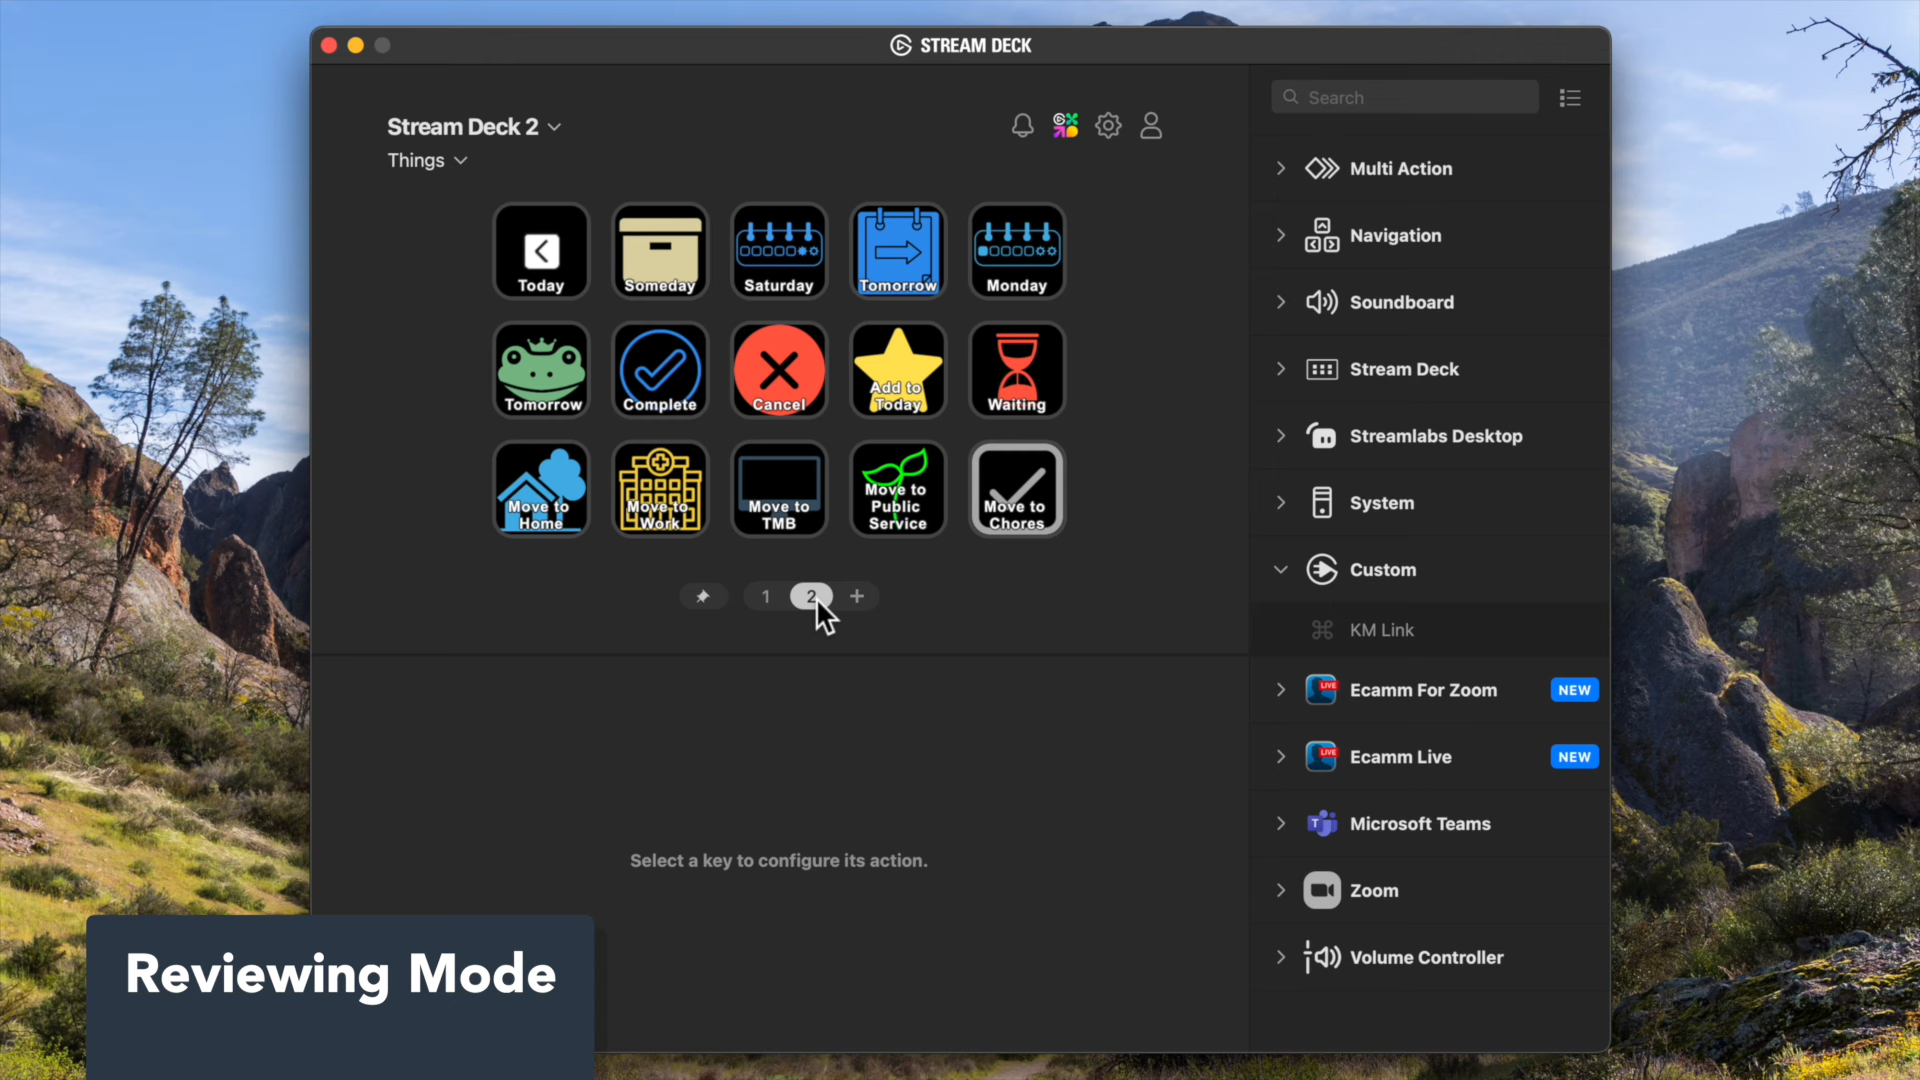 STREAM DECK
Search
Stream Deck 2
Things
Today
Someday
Saturday
Tomorrow
Monday
Tomorrow
Complete
Cancel
Add to
Today
Waiting
Move to
Home
Move to
Work
Move to
TMB
Move to
Public
Service
Move to
Chores
1
2
+
Select a key to configure its action.
Multi Action
Navigation
Soundboard
Stream Deck
Streamlabs Desktop
System
Custom
KM Link
LIVE
Ecamm For Zoom
NEW
LIVE
Ecamm Live
NEW
T
Microsoft Teams
Zoom
Volume Controller
Reviewing Mode